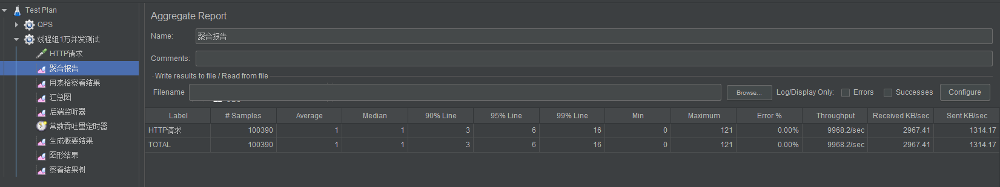 Test Plan
QPS
线程组1万并发测试
HTTP请求
聚合报告
用表格察看结果
汇总图
后端监听器
常数吞吐量定时器
生成概要结果
图形结果
察看结果树
Aggregate Report
Name: 聚合报告
Comments:
Write results to file / Read from file
Filename Browse... Log/Display Only: Errors Successes Configure
Label # Samples Average Median 90% Line 95% Line 99% Line Min Maximum Error % Throughput Received KB/sec Sent KB/sec
HTTP请求 100390 1 1 3 6 16 0 121 0.00% 9968.2/sec 2967.41 1314.17
TOTAL 100390 1 1 3 6 16 0 121 0.00% 9968.2/sec 2967.41 1314.17